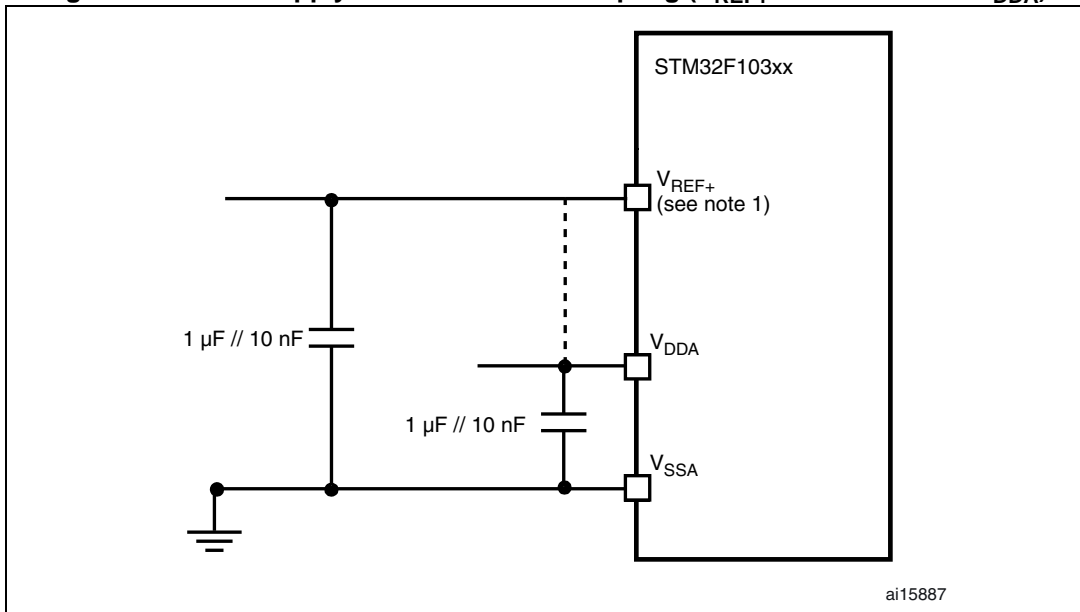 STM32F103xx
VREF+
(see note 1)
1 µF // 10 nF
VDDA
1 µF // 10 nF
VSSA
ai15887